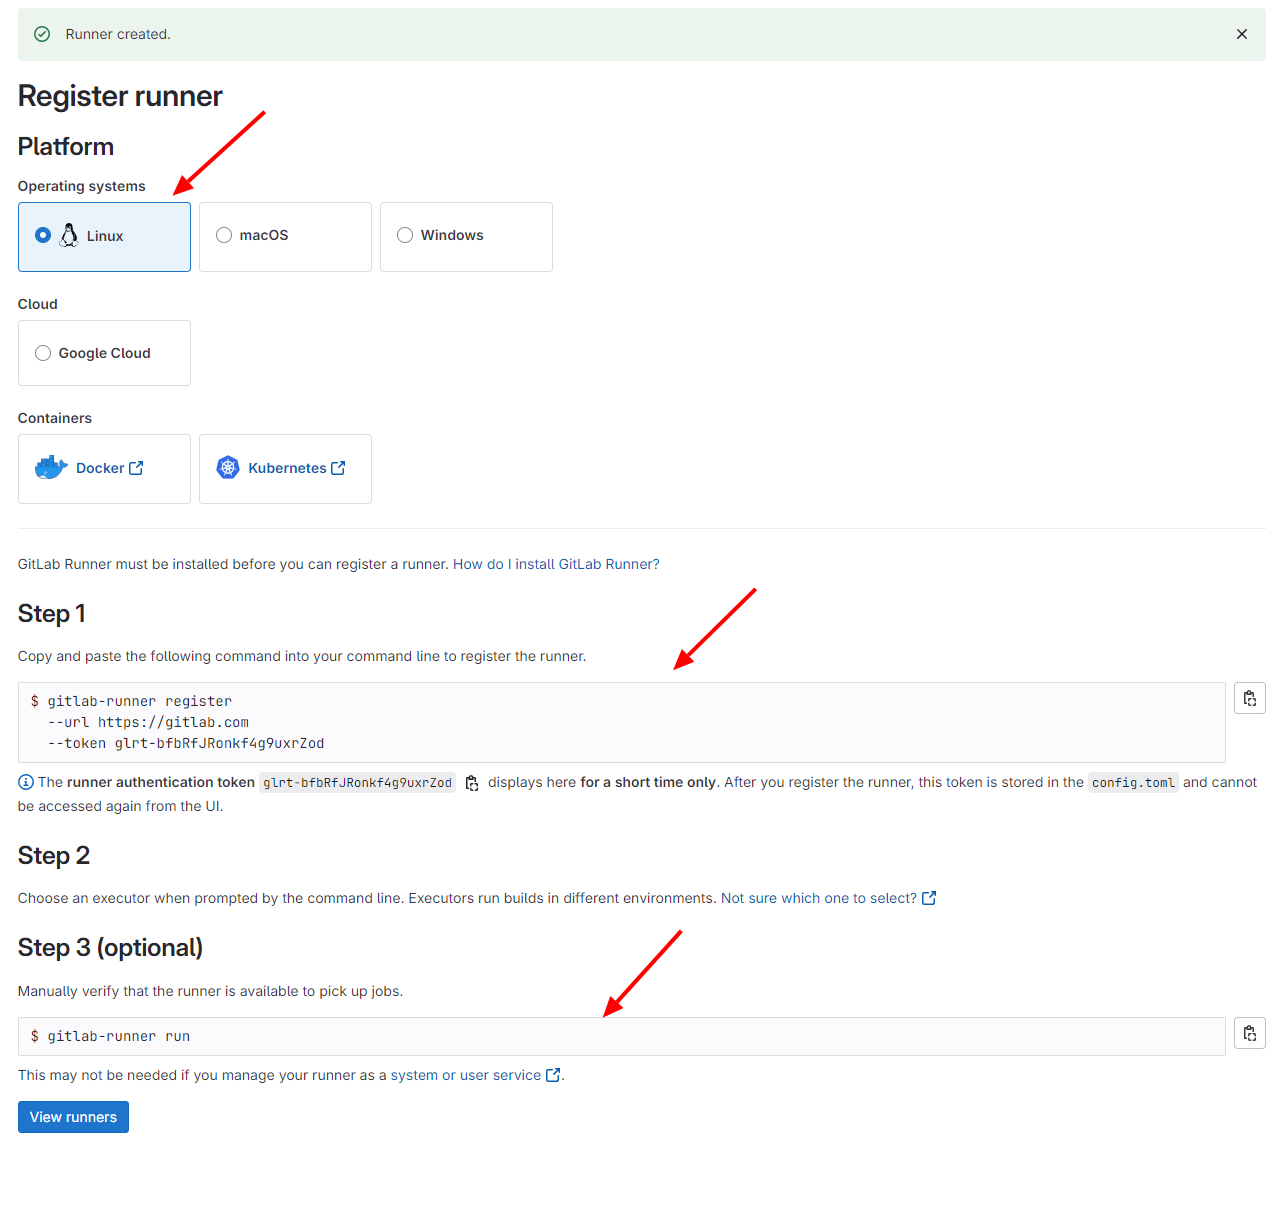 Runner created.
Register runner
Platform
Operating systems
Linux
macOS
Windows
Cloud
Google Cloud
Containers
Docker
Kubernetes
GitLab Runner must be installed before you can register a runner. How do I install GitLab Runner?
Step 1
Copy and paste the following command into your command line to register the runner.
$ gitlab-runner register
--url https://gitlab.com
--token glrt-bfbRfJRonkf4g9uxrZod
The runner authentication token glrt-bfbRfJRonkf4g9uxrZod displays here for a short time only. After you register the runner, this token is stored in the config.toml and cannot
be accessed again from the UI.
Step 2
Choose an executor when prompted by the command line. Executors run builds in different environments. Not sure which one to select?
Step 3 (optional)
Manually verify that the runner is available to pick up jobs.
$ gitlab-runner run
This may not be needed if you manage your runner as a system or user service.
View runners